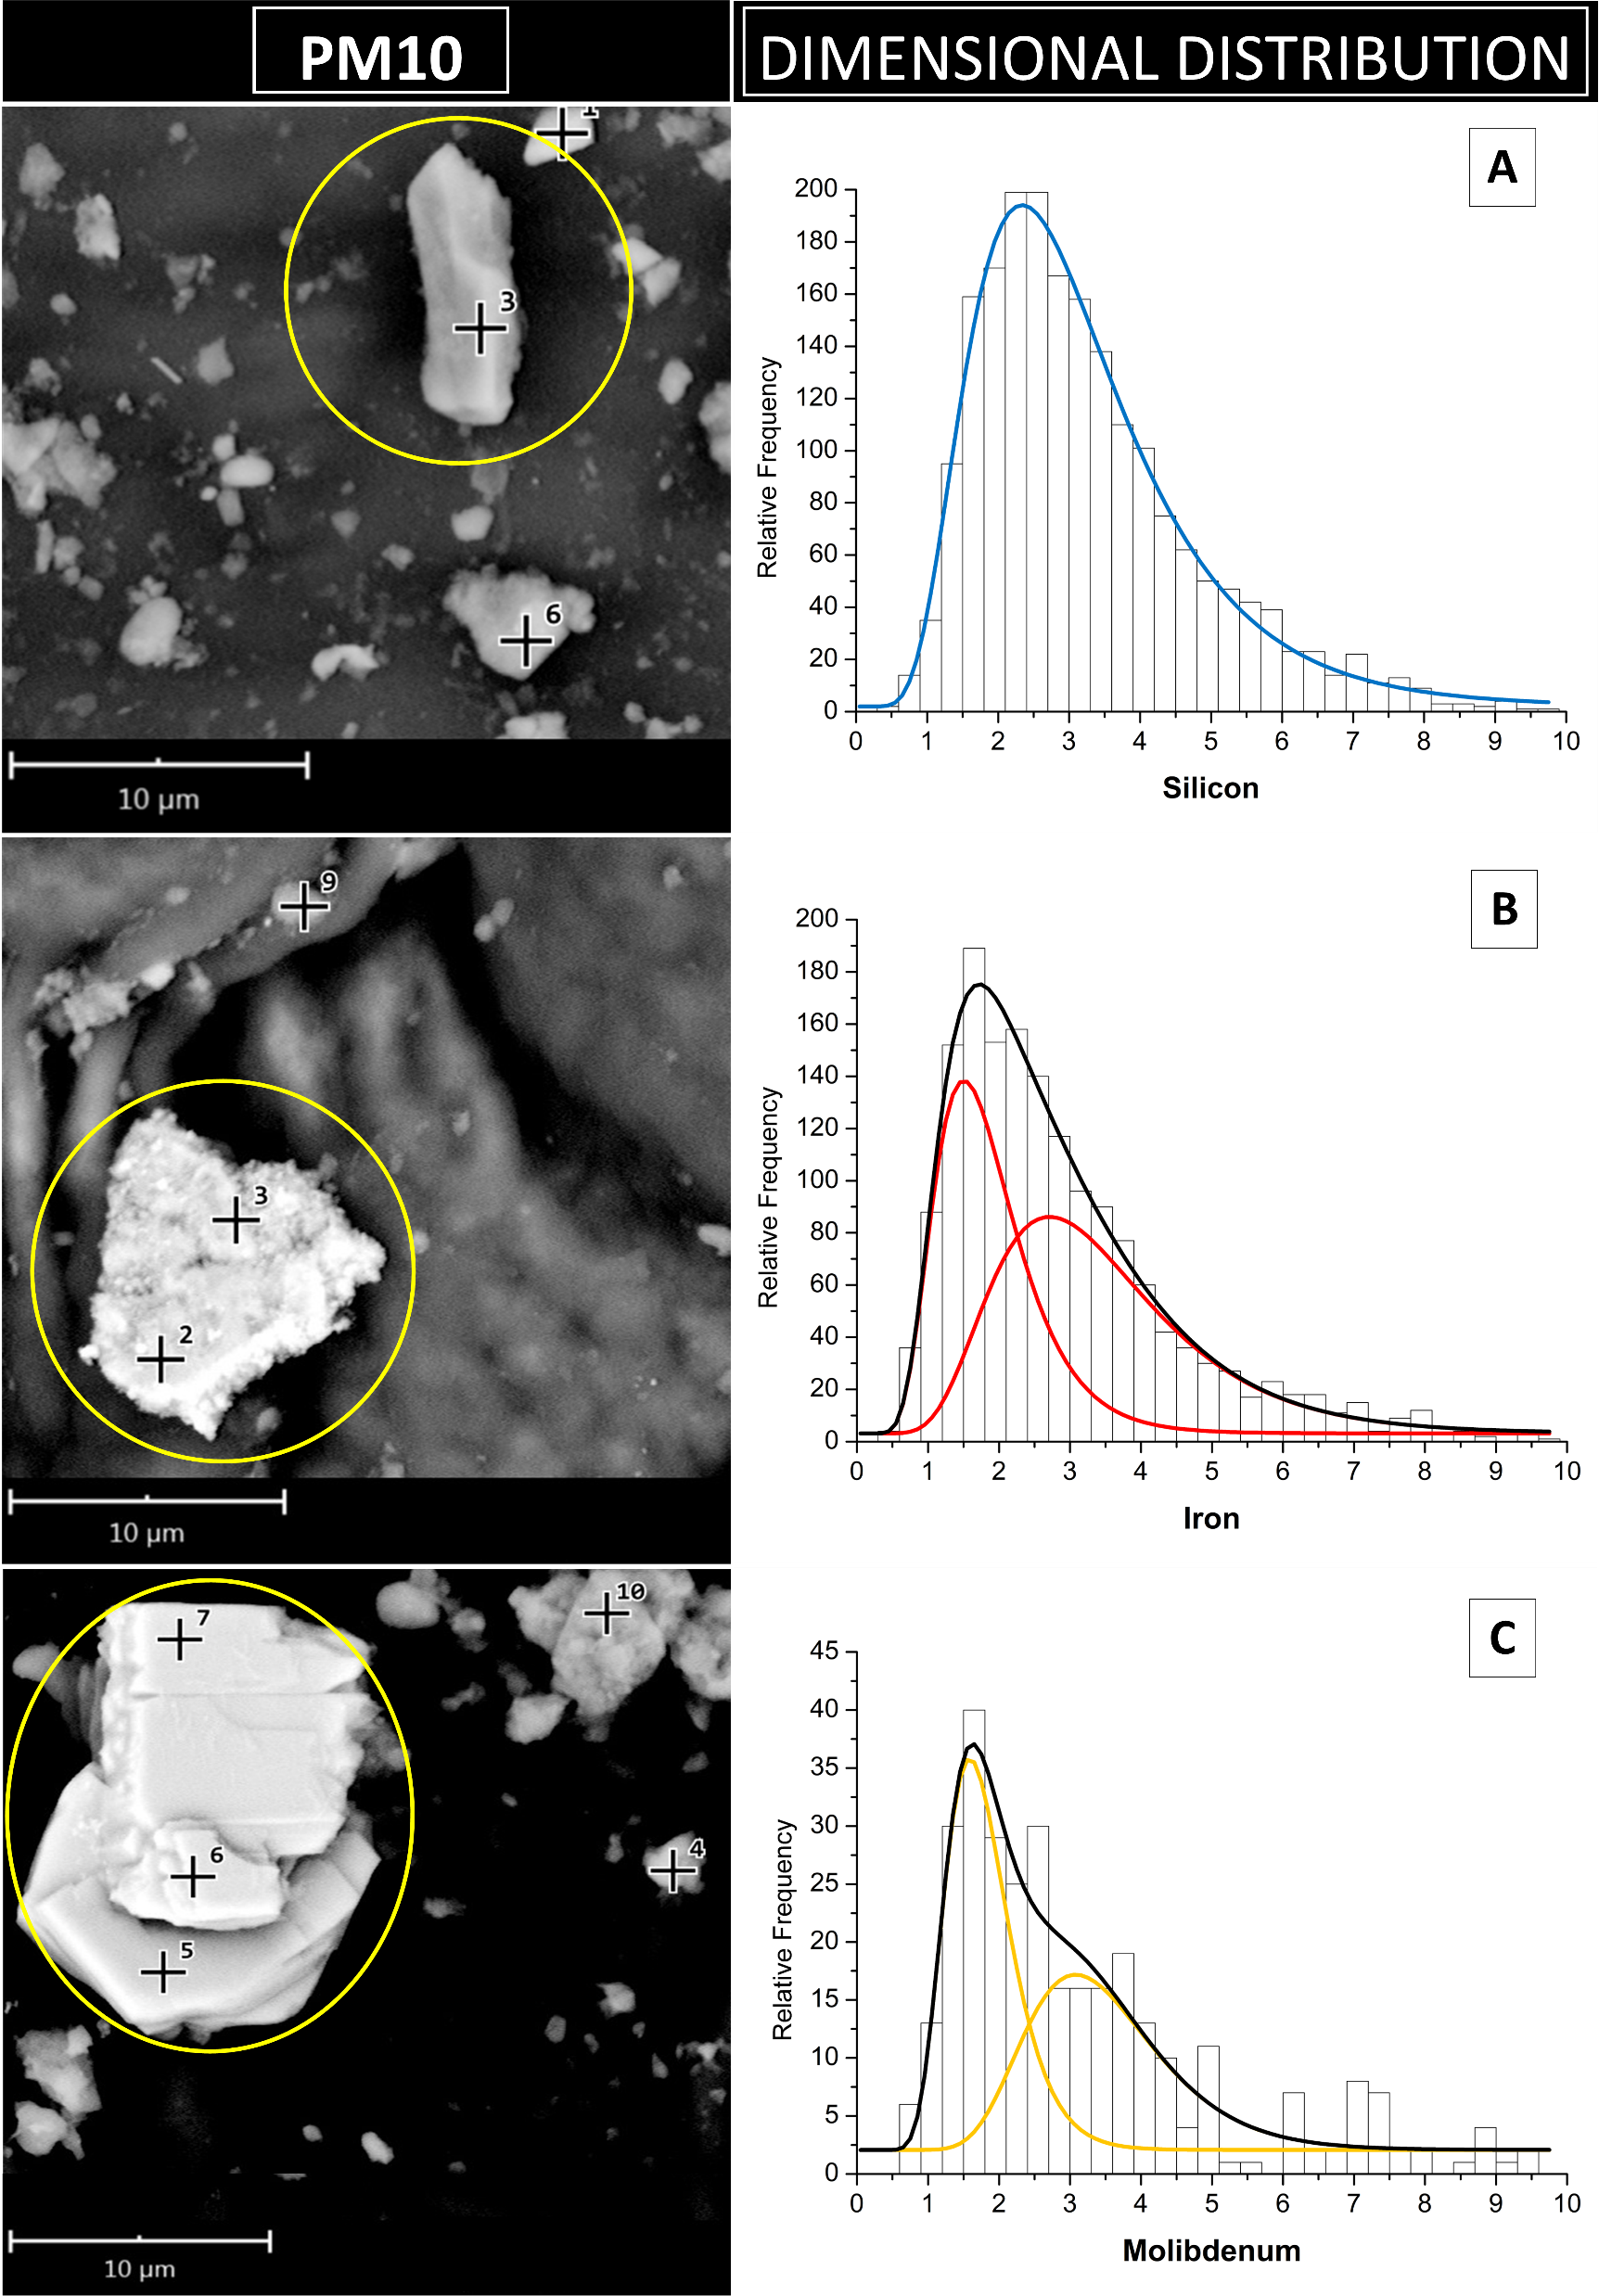 PM10
DIMENSIONAL DISTRIBUTION
1
3
6
10 µm
A
200
180
160
140
120
100
80
60
40
20
0
Relative Frequency
0 1 2 3 4 5 6 7 8 9 10
Silicon
9
3
2
10 µm
B
200
180
160
140
120
100
80
60
40
20
0
Relative Frequency
0 1 2 3 4 5 6 7 8 9 10
Iron
7
10
6
4
5
10 µm
C
45
40
35
30
25
20
15
10
5
0
Relative Frequency
0 1 2 3 4 5 6 7 8 9 10
Molibdenum